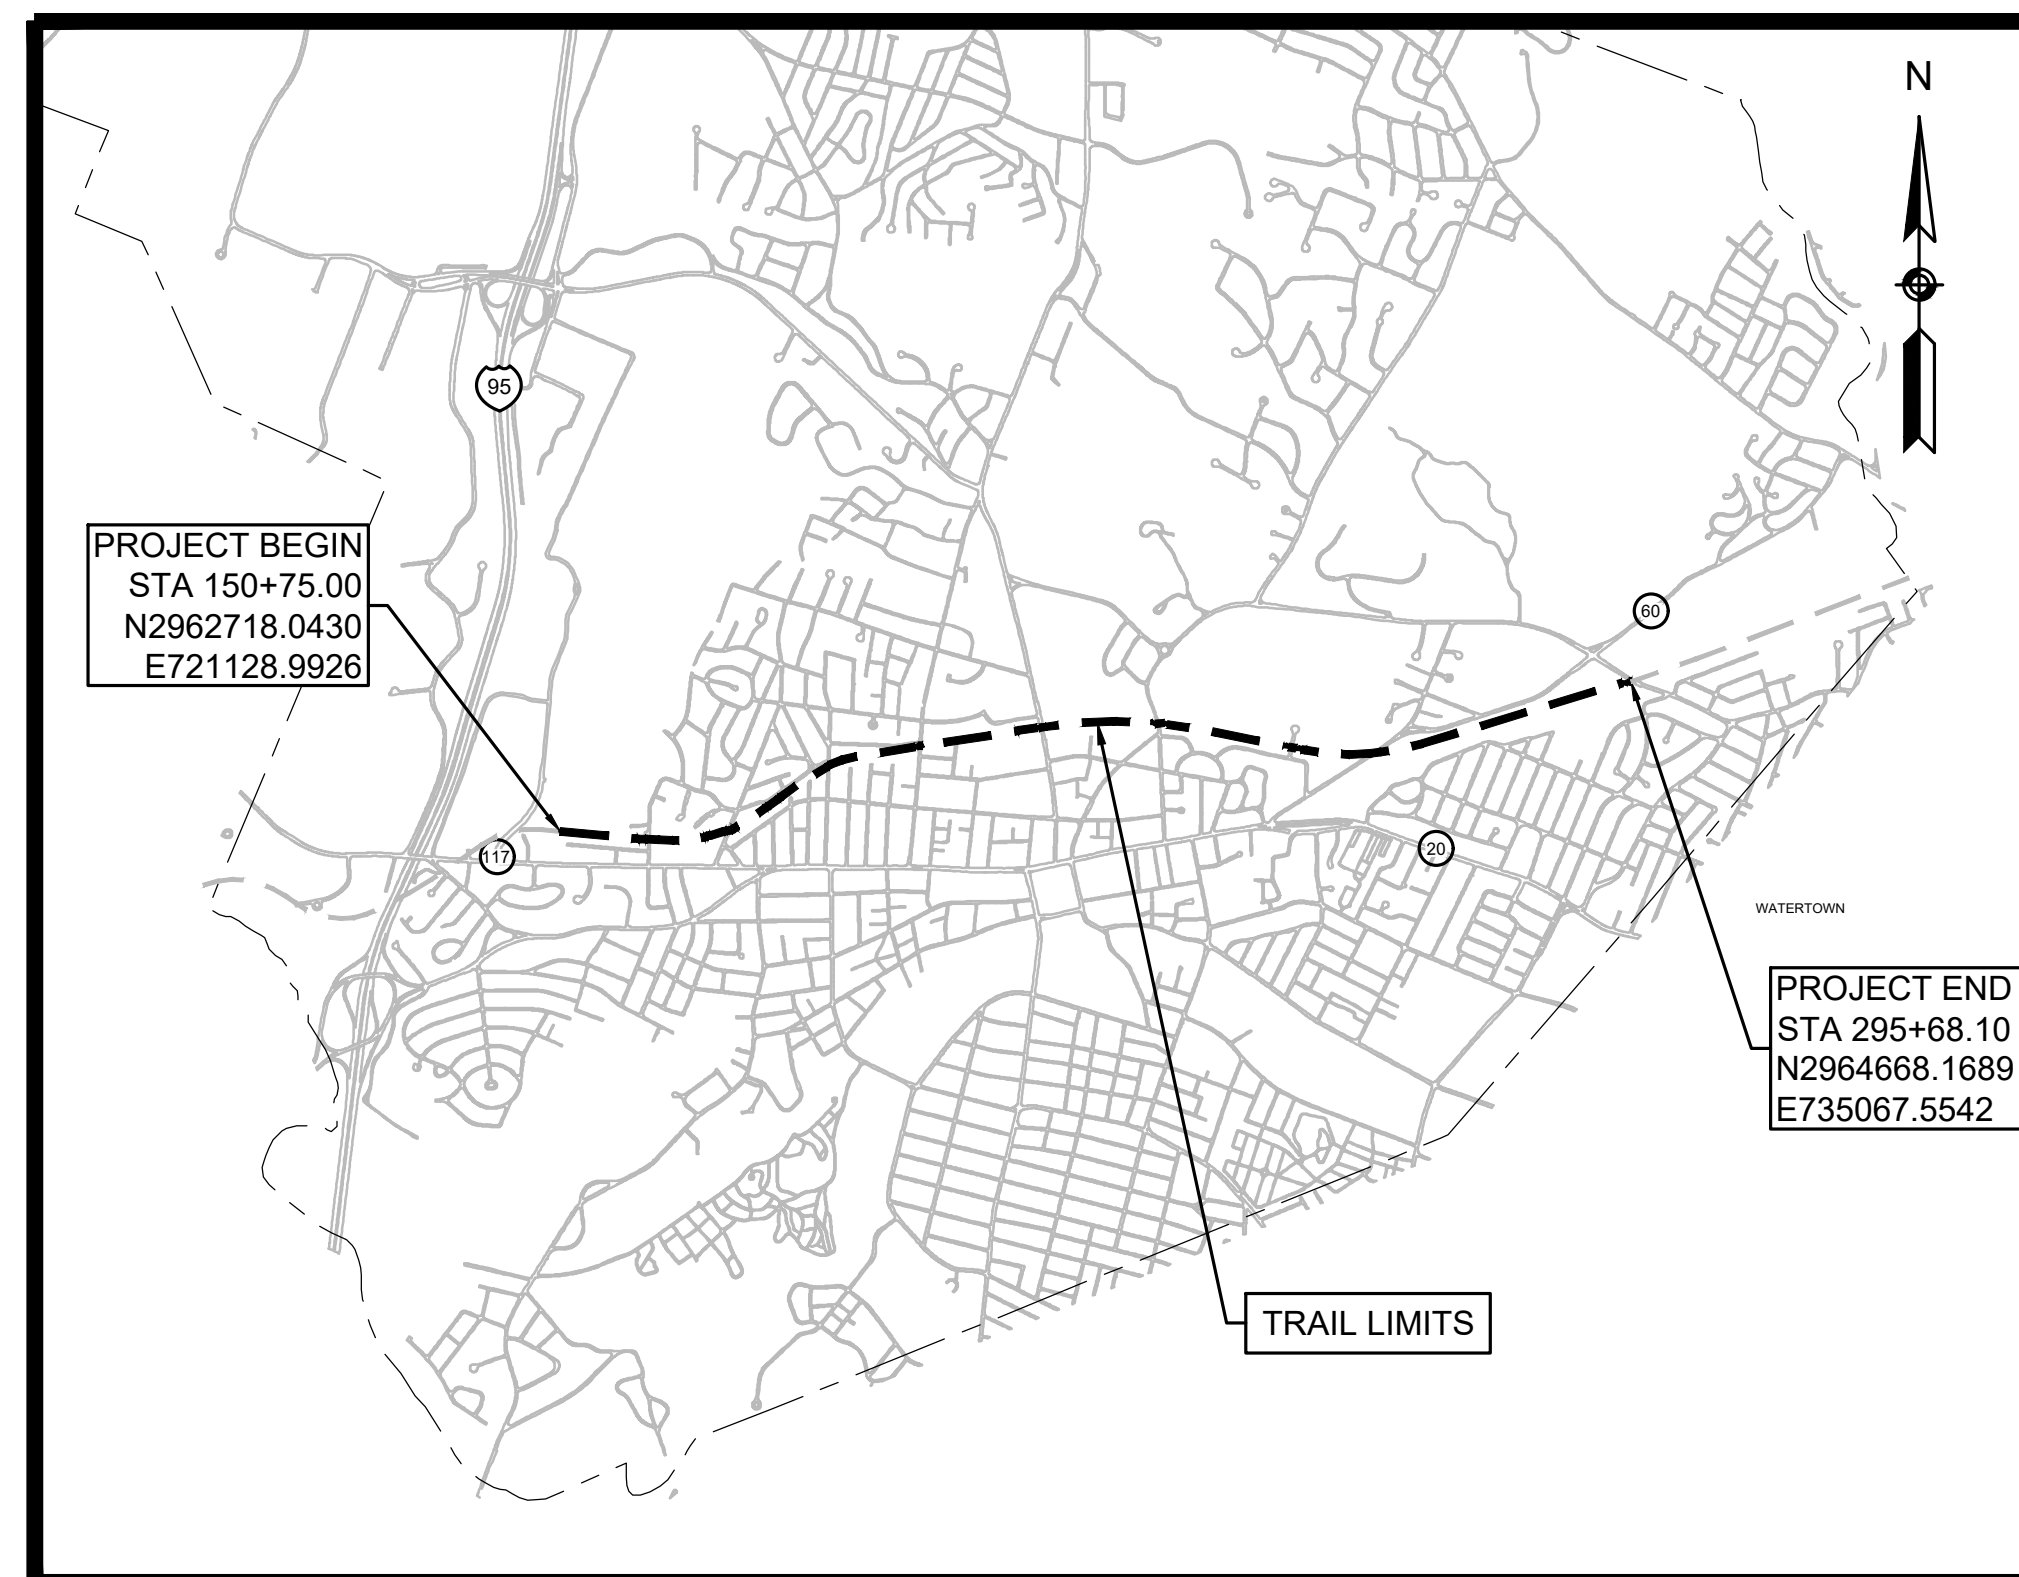 N
95
PROJECT BEGIN
STA 150+75.00
N2962718.0430
E721128.9926
60
117
20
WATERTOWN
PROJECT END
STA 295+68.10
N2964668.1689
E735067.5542
TRAIL LIMITS